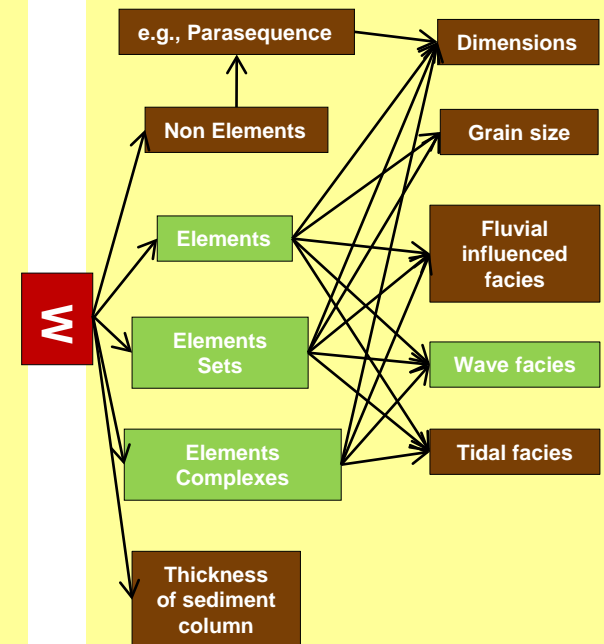 e.g., Parasequence
Dimensions
Non Elements
Grain size
Elements
Fluvial
influenced
facies
W
Elements
Sets
Wave facies
Elements
Complexes
Tidal facies
Thickness
of sediment
column